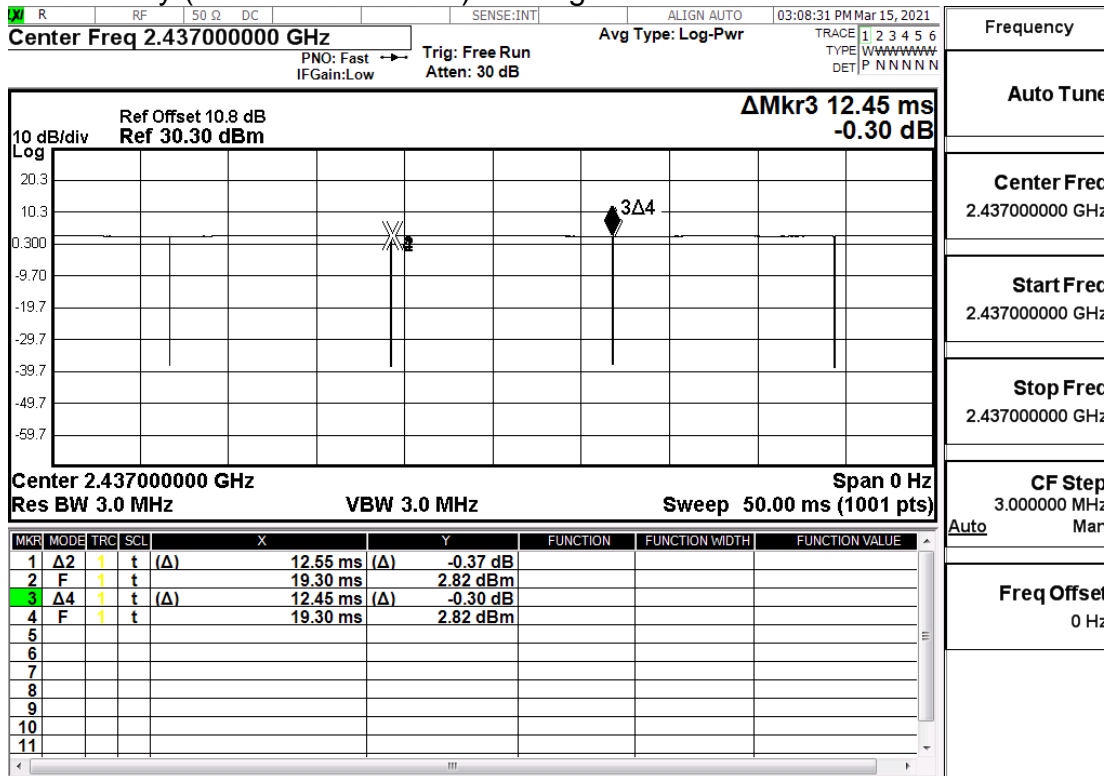 LXI R RF 50 Ω DC SENSE:INT ALIGN AUTO 03:08:31 PM Mar 15, 2021
Center Freq 2.437000000 GHz
PNO: Fast
IFGain:Low
Trig: Free Run
Atten: 30 dB
Avg Type: Log-Pwr
TRACE 1 2 3 4 5 6
TYPE WWWWWW
DET P N N N N N
ΔMkr3 12.45 ms
-0.30 dB
Ref Offset 10.8 dB
10 dB/div Ref 30.30 dBm
Log
20.3
10.3
0.300
-9.70
-19.7
-29.7
-39.7
-49.7
-59.7
3Δ4
Center 2.437000000 GHz Span 0 Hz
Res BW 3.0 MHz VBW 3.0 MHz Sweep 50.00 ms (1001 pts)
MKR MODE TRC SCL X Y FUNCTION FUNCTION WIDTH FUNCTION VALUE
1 Δ2 1 t (Δ) 12.55 ms (Δ) -0.37 dB
2 F 1 t 19.30 ms 2.82 dBm
3 Δ4 1 t (Δ) 12.45 ms (Δ) -0.30 dB
4 F 1 t 19.30 ms 2.82 dBm
5
6
7
8
9
10
11
Frequency
Auto Tune
Center Freq
2.437000000 GHz
Start Freq
2.437000000 GHz
Stop Freq
2.437000000 GHz
CF Step
3.000000 MHz
Auto Man
Freq Offset
0 Hz